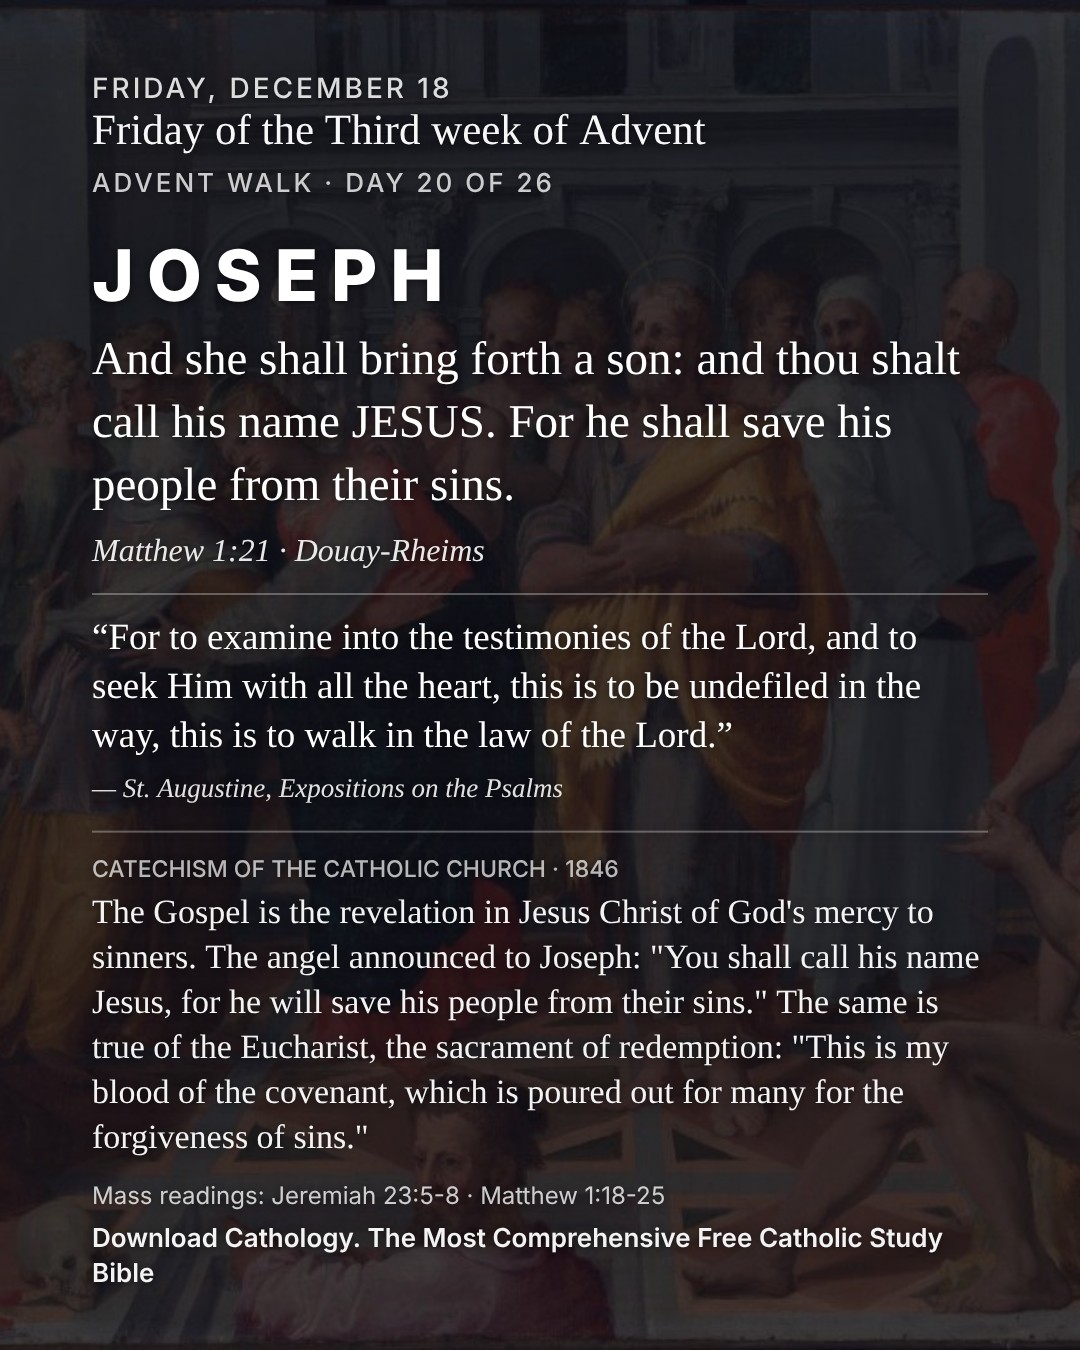 FRIDAY, DECEMBER 18
Friday of the Third week of Advent
ADVENT WALK · DAY 20 OF 26
JOSEPH
And she shall bring forth a son: and thou shalt
call his name JESUS. For he shall save his
people from their sins.
Matthew 1:21 · Douay-Rheims
“For to examine into the testimonies of the Lord, and to
seek Him with all the heart, this is to be undefiled in the
way, this is to walk in the law of the Lord.”
— St. Augustine, Expositions on the Psalms
CATECHISM OF THE CATHOLIC CHURCH · 1846
The Gospel is the revelation in Jesus Christ of God's mercy to
sinners. The angel announced to Joseph: "You shall call his name
Jesus, for he will save his people from their sins." The same is
true of the Eucharist, the sacrament of redemption: "This is my
blood of the covenant, which is poured out for many for the
forgiveness of sins."
Mass readings: Jeremiah 23:5-8 · Matthew 1:18-25
Download Cathology. The Most Comprehensive Free Catholic Study
Bible